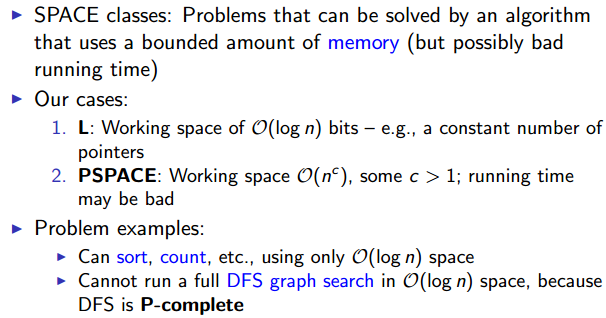 ▶ SPACE classes: Problems that can be solved by an algorithm
that uses a bounded amount of memory (but possibly bad
running time)
▶ Our cases:
1. L: Working space of O(log n) bits – e.g., a constant number of
pointers
2. PSPACE: Working space O(nᶜ), some c > 1; running time
may be bad
▶ Problem examples:
▶ Can sort, count, etc., using only O(log n) space
▶ Cannot run a full DFS graph search in O(log n) space, because
DFS is P-complete